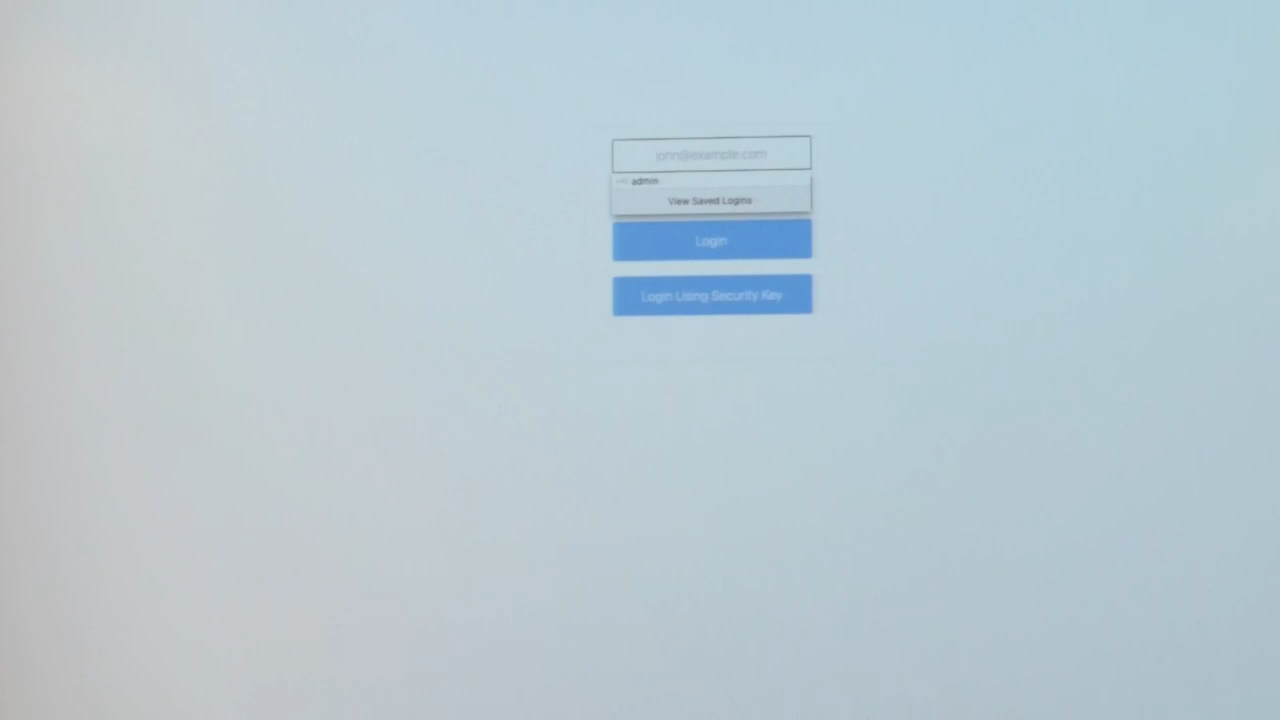 john@example.com
admin
View Saved Logins
Login
Login Using Security Key